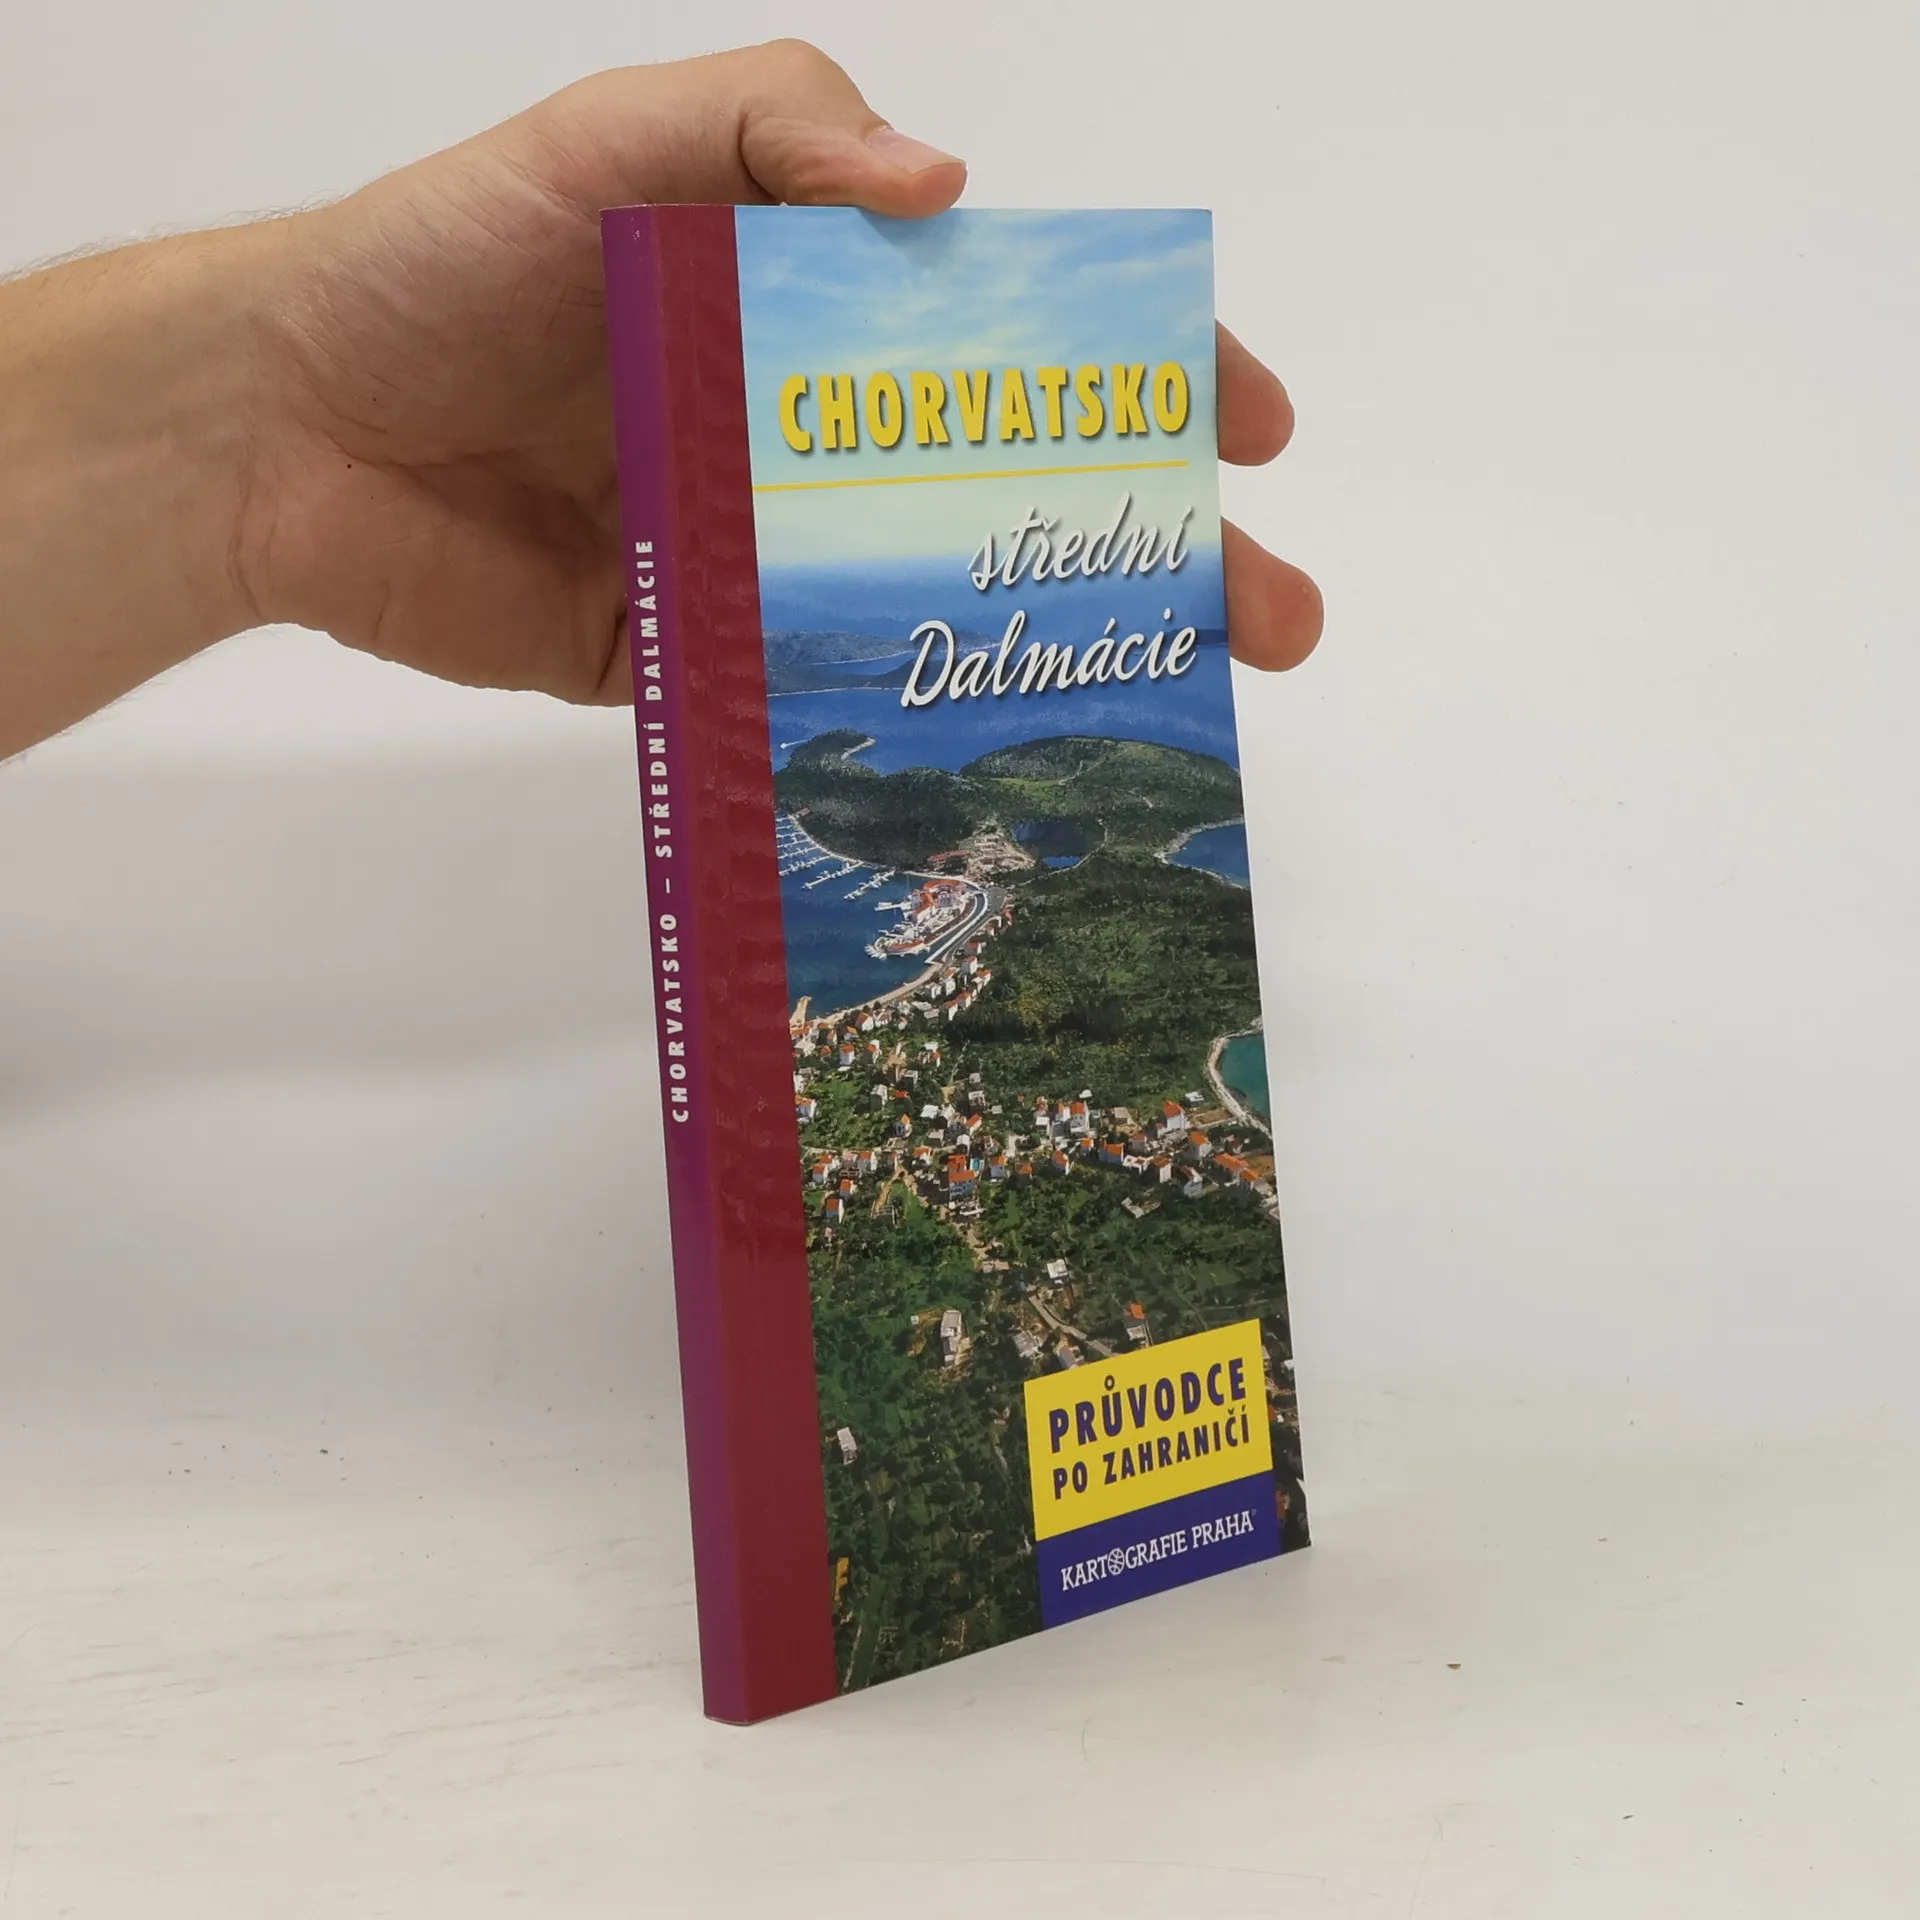 CHORVATSKO – STŘEDNÍ DALMÁCIE
CHORVATSKO
střední
Dalmácie
PRŮVODCE
PO ZAHRANIČÍ
KARTOGRAFIE PRAHA